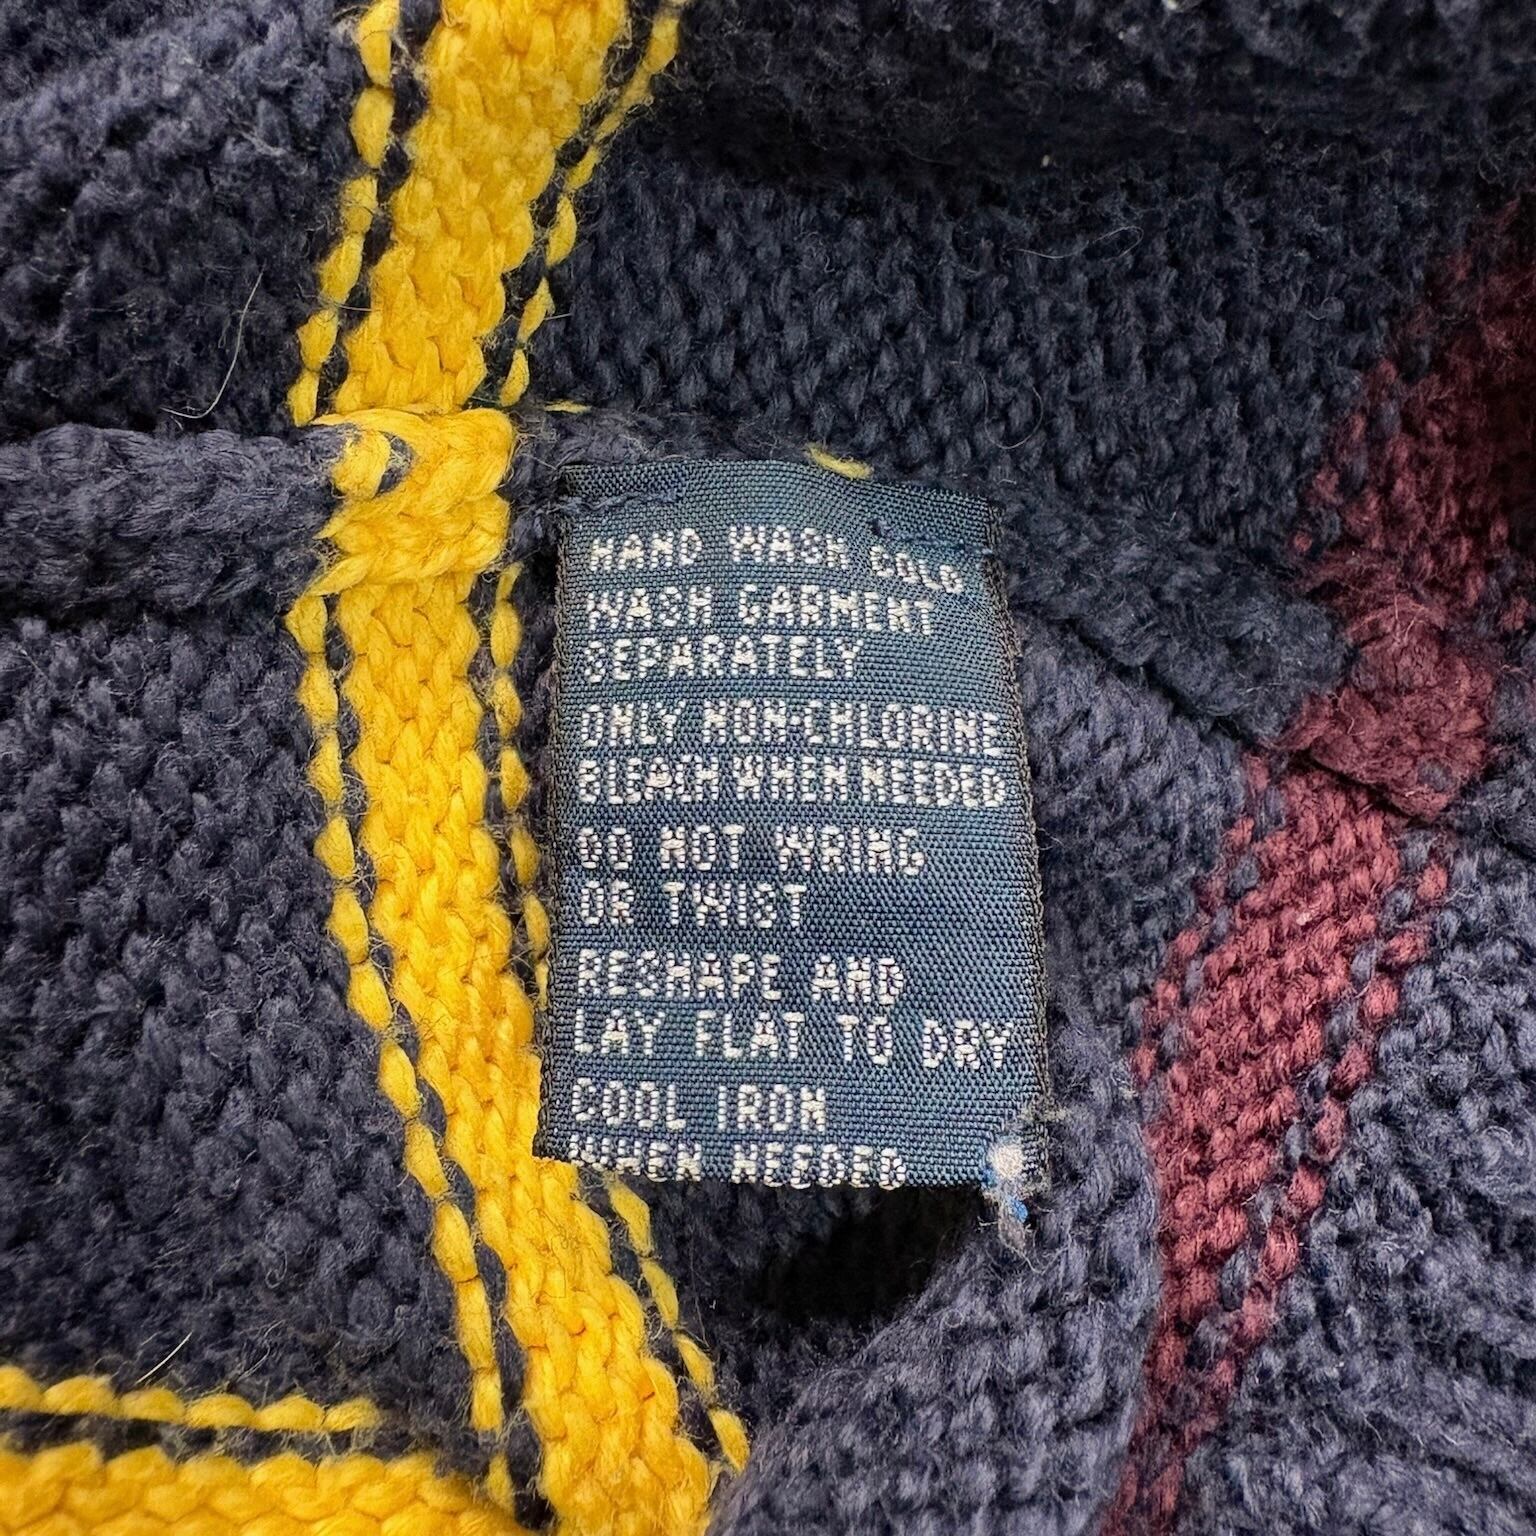 HAND WASH COLD
WASH GARMENT
SEPARATELY
ONLY NON-CHLORINE
BLEACH WHEN NEEDED
DO NOT WRING
OR TWIST
RESHAPE AND
LAY FLAT TO DRY
COOL IRON
WHEN NEEDED